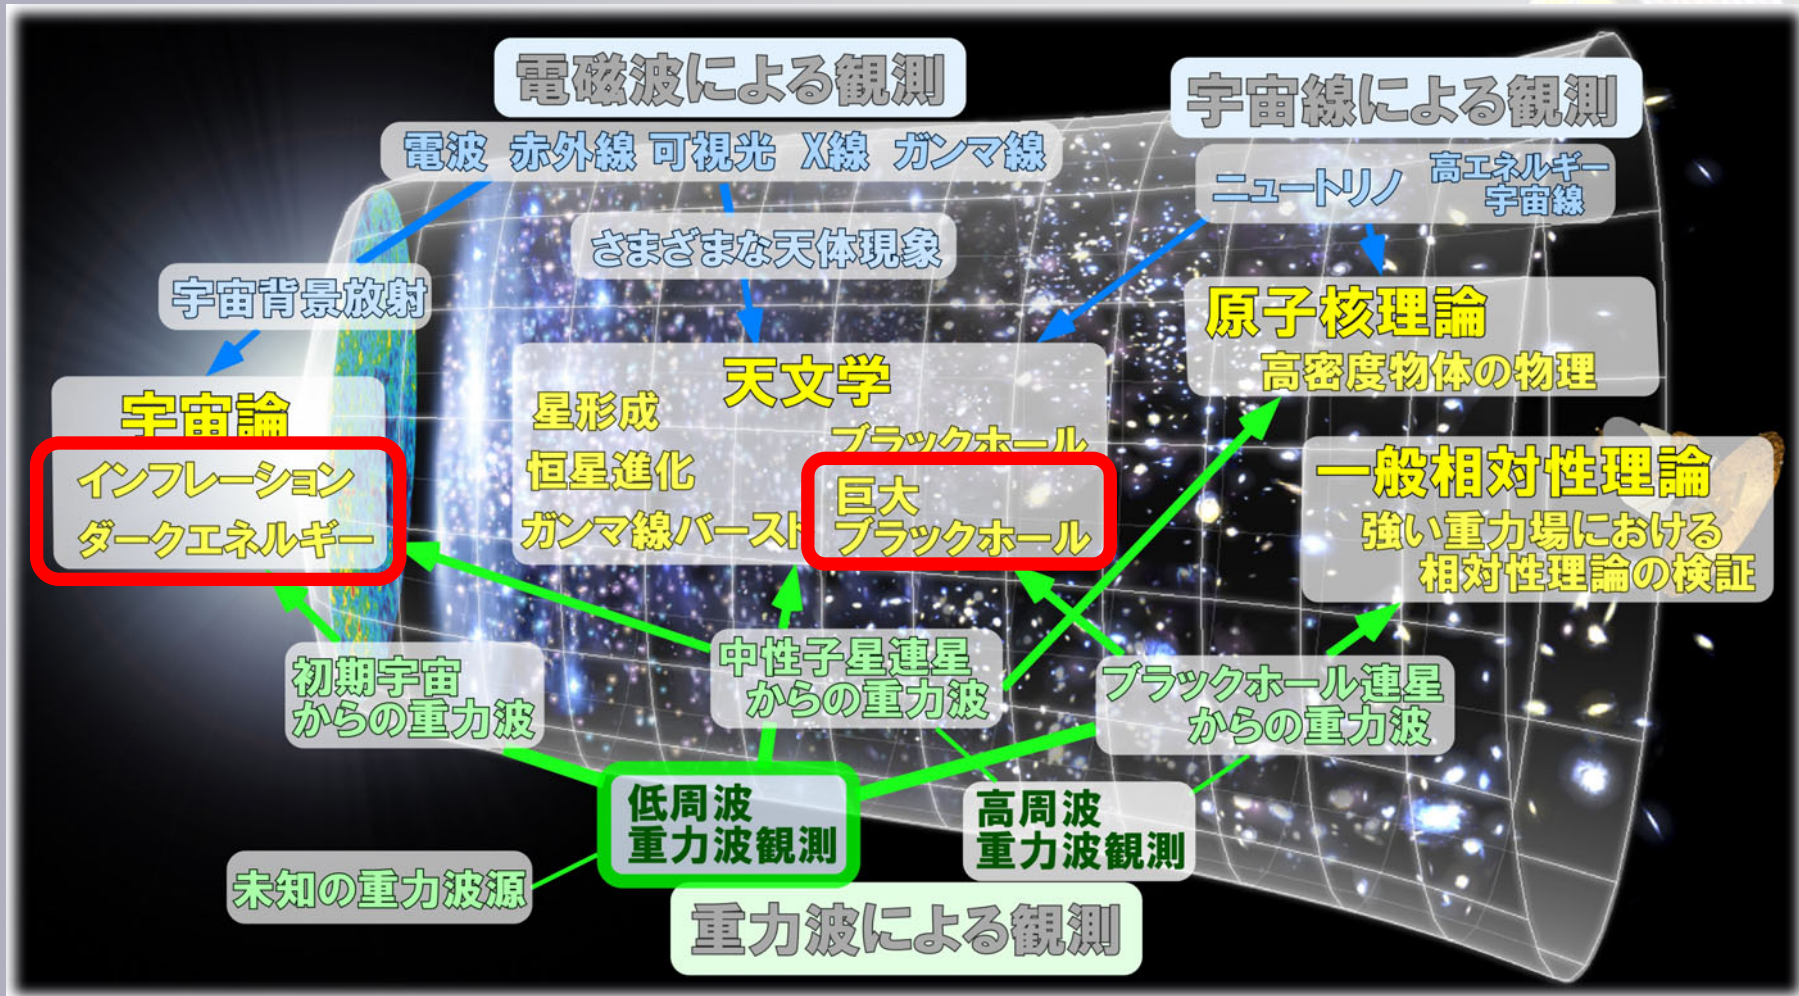 電磁波による観測
宇宙線による観測
電波 赤外線 可視光 X線 ガンマ線
ニュートリノ
高エネルギー
宇宙線
さまざまな天体現象
宇宙背景放射
宇宙論
インフレーション
ダークエネルギー
天文学
星形成
恒星進化
ガンマ線バースト
ブラックホール
巨大
ブラックホール
原子核理論
高密度物体の物理
一般相対性理論
強い重力場における
相対性理論の検証
初期宇宙
からの重力波
中性子星連星
からの重力波
ブラックホール連星
からの重力波
低周波
重力波観測
高周波
重力波観測
未知の重力波源
重力波による観測